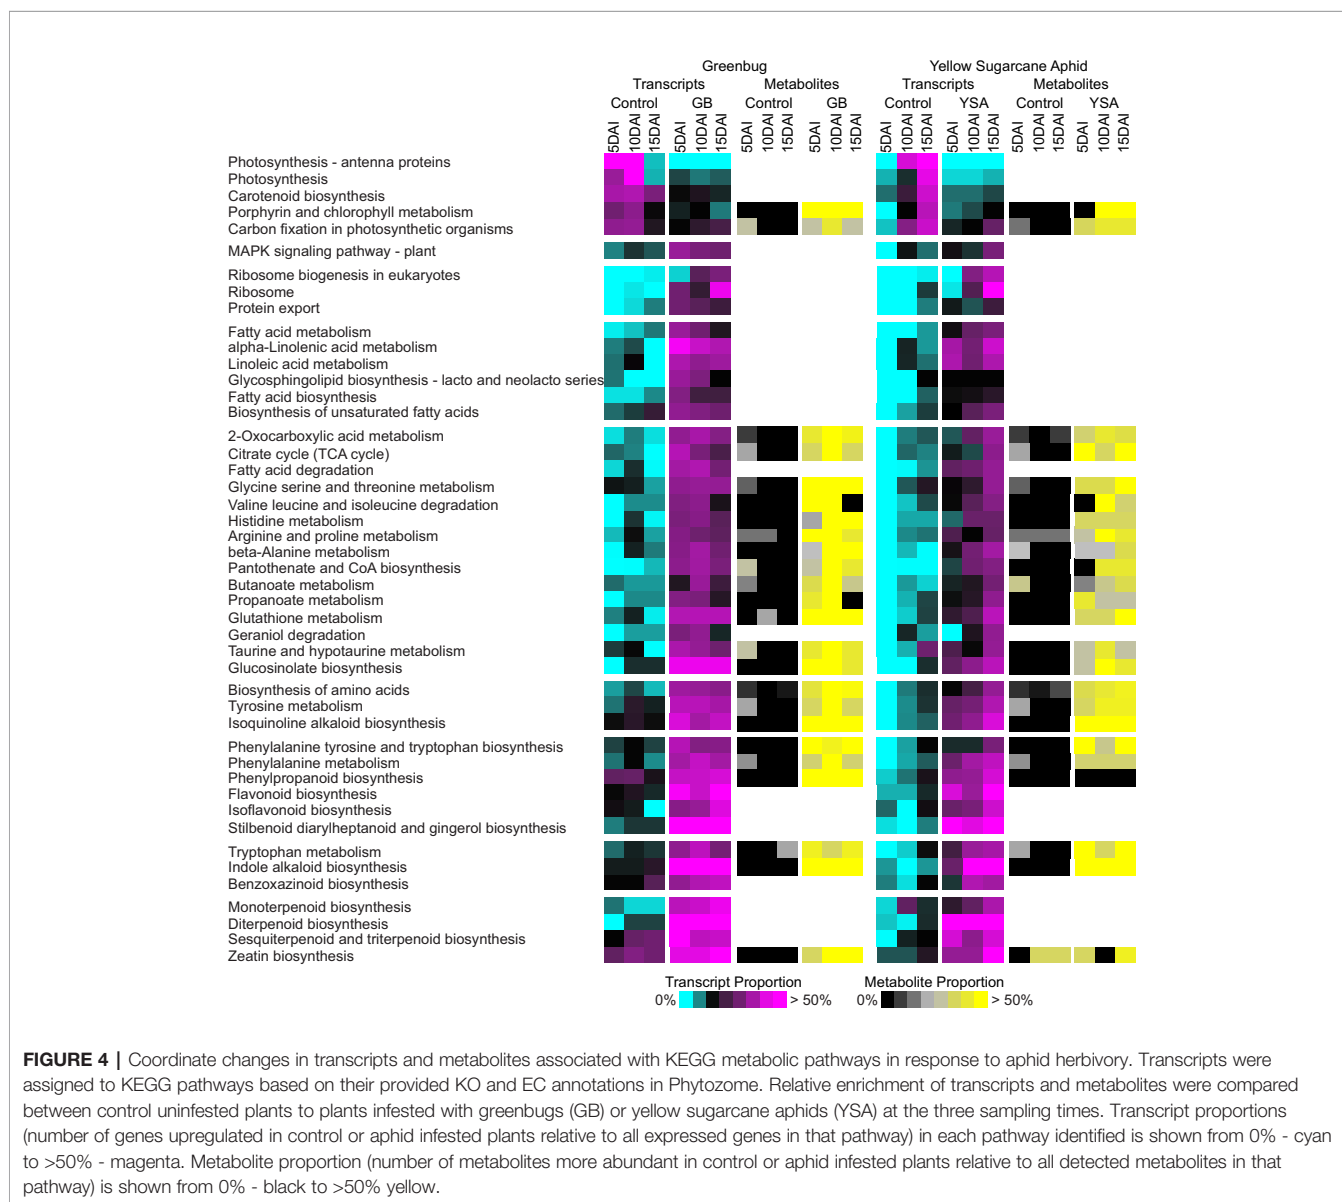 Greenbug Yellow Sugarcane Aphid
Transcripts Metabolites Transcripts Metabolites
Control GB Control GB Control YSA Control YSA
5DAI 10DAI 15DAI 5DAI 10DAI 15DAI 5DAI 10DAI 15DAI 5DAI 10DAI 15DAI 5DAI 10DAI 15DAI 5DAI 10DAI 15DAI 5DAI 10DAI 15DAI 5DAI 10DAI 15DAI
Photosynthesis - antenna proteins
Photosynthesis
Carotenoid biosynthesis
Porphyrin and chlorophyll metabolism
Carbon fixation in photosynthetic organisms
MAPK signaling pathway - plant
Ribosome biogenesis in eukaryotes
Ribosome
Protein export
Fatty acid metabolism
alpha-Linolenic acid metabolism
Linoleic acid metabolism
Glycosphingolipid biosynthesis - lacto and neolacto series
Fatty acid biosynthesis
Biosynthesis of unsaturated fatty acids
2-Oxocarboxylic acid metabolism
Citrate cycle (TCA cycle)
Fatty acid degradation
Glycine serine and threonine metabolism
Valine leucine and isoleucine degradation
Histidine metabolism
Arginine and proline metabolism
beta-Alanine metabolism
Pantothenate and CoA biosynthesis
Butanoate metabolism
Propanoate metabolism
Glutathione metabolism
Geraniol degradation
Taurine and hypotaurine metabolism
Glucosinolate biosynthesis
Biosynthesis of amino acids
Tyrosine metabolism
Isoquinoline alkaloid biosynthesis
Phenylalanine tyrosine and tryptophan biosynthesis
Phenylalanine metabolism
Phenylpropanoid biosynthesis
Flavonoid biosynthesis
Isoflavonoid biosynthesis
Stilbenoid diarylheptanoid and gingerol biosynthesis
Tryptophan metabolism
Indole alkaloid biosynthesis
Benzoxazinoid biosynthesis
Monoterpenoid biosynthesis
Diterpenoid biosynthesis
Sesquiterpenoid and triterpenoid biosynthesis
Zeatin biosynthesis
Transcript Proportion Metabolite Proportion
0% > 50% 0% > 50%
FIGURE 4 | Coordinate changes in transcripts and metabolites associated with KEGG metabolic pathways in response to aphid herbivory. Transcripts were
assigned to KEGG pathways based on their provided KO and EC annotations in Phytozome. Relative enrichment of transcripts and metabolites were compared
between control uninfested plants to plants infested with greenbugs (GB) or yellow sugarcane aphids (YSA) at the three sampling times. Transcript proportions
(number of genes upregulated in control or aphid infested plants relative to all expressed genes in that pathway) in each pathway identified is shown from 0% - cyan
to >50% - magenta. Metabolite proportion (number of metabolites more abundant in control or aphid infested plants relative to all detected metabolites in that
pathway) is shown from 0% - black to >50% yellow.